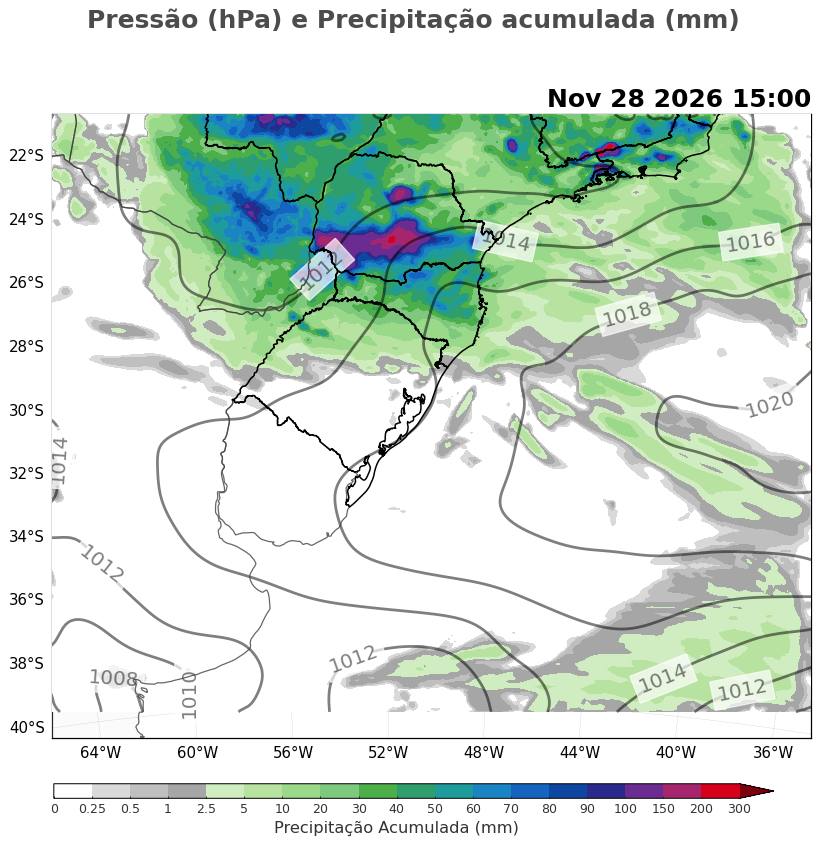 Pressão (hPa) e Precipitação acumulada (mm)
Nov 28 2026 15:00
22°S
24°S
26°S
28°S
30°S
32°S
34°S
36°S
38°S
40°S
1012
1014
1016
1018
1020
1014
1012
1008
1010
1012
1014
1012
64°W 60°W 56°W 52°W 48°W 44°W 40°W 36°W
0 0.25 0.5 1 2.5 5 10 20 30 40 50 60 70 80 90 100 150 200 300
Precipitação Acumulada (mm)